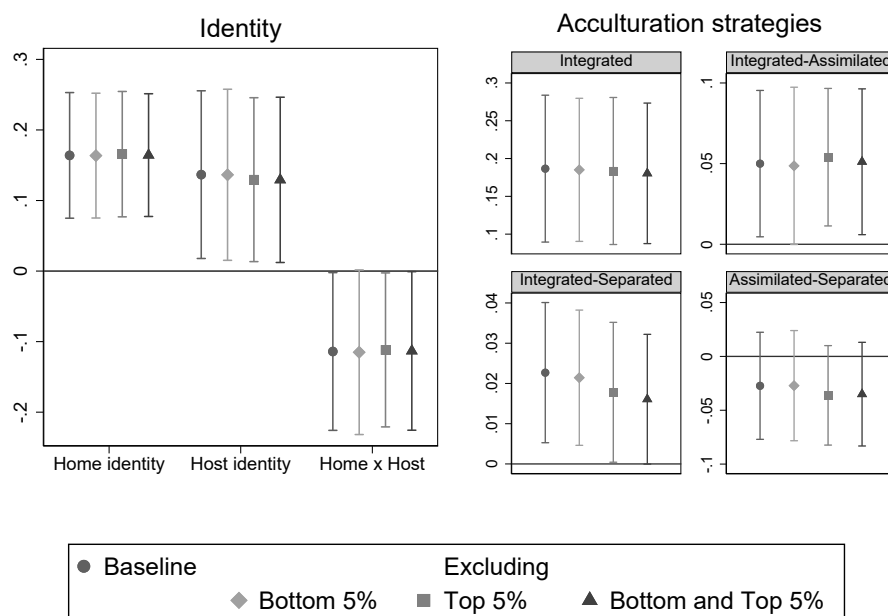 Identity
.3
.2
.1
0
-.1
-.2
Home identity
Host identity
Home x Host
Acculturation strategies
Integrated
.3
.25
.2
.15
.1
Integrated-Assimilated
.1
.05
0
Integrated-Separated
.04
.03
.02
.01
0
Assimilated-Separated
.05
0
-.05
-.1
Baseline
Excluding
Bottom 5%
Top 5%
Bottom and Top 5%